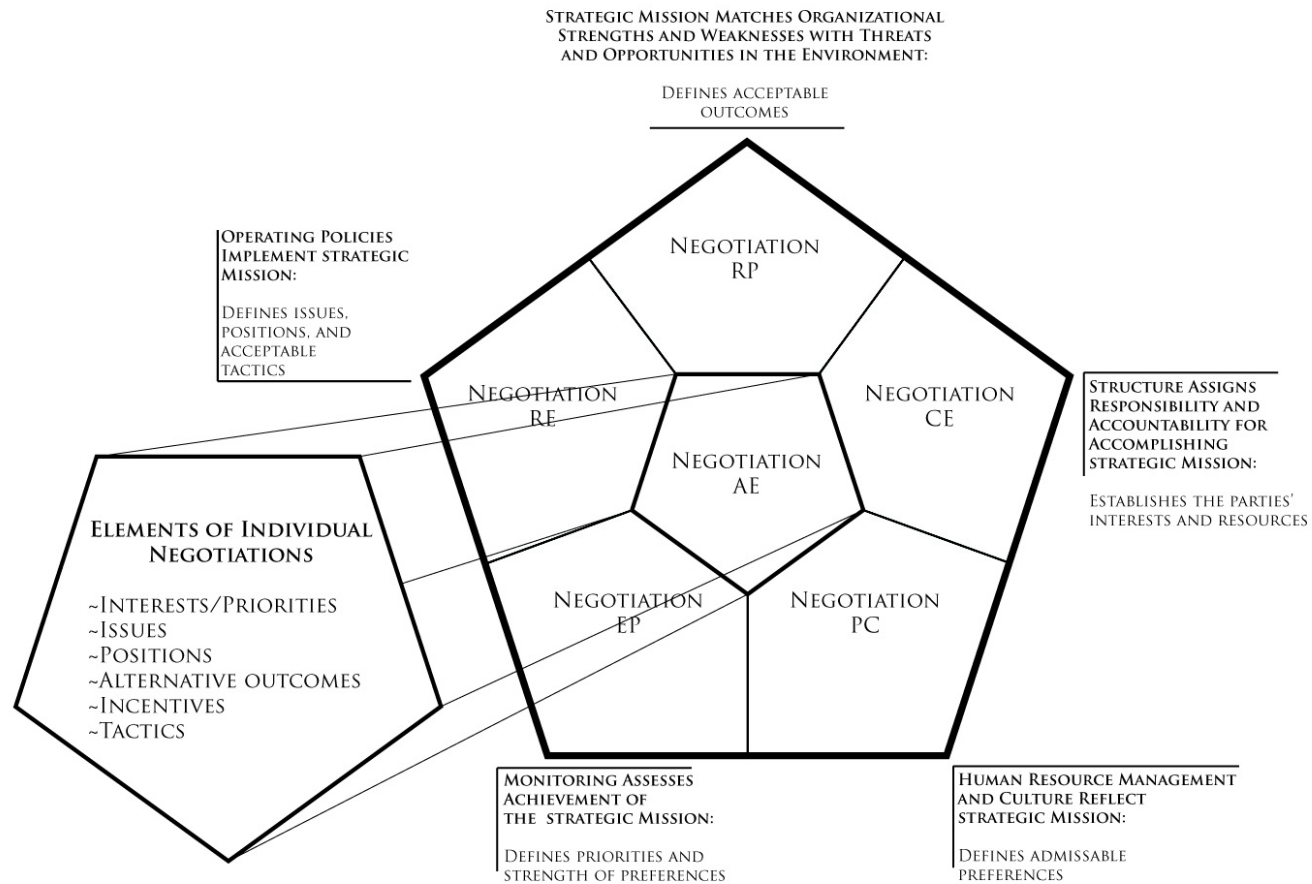 Strategic Mission Matches Organizational
Strengths and Weaknesses with Threats
and Opportunities in the Environment:
Defines acceptable
outcomes
Operating Policies
Implement strategic
Mission:
Defines issues,
positions, and
acceptable
tactics
Negotiation
RP
Negotiation
RE
Negotiation
CE
Negotiation
AE
Negotiation
EP
Negotiation
PC
Structure Assigns
Responsibility and
Accountability for
Accomplishing
strategic Mission:
Establishes the parties'
interests and resources
Elements of Individual
Negotiations
~Interests/Priorities
~Issues
~Positions
~Alternative outcomes
~Incentives
~Tactics
Monitoring Assesses
Achievement of
the strategic Mission:
Defines priorities and
strength of preferences
Human Resource Management
and Culture Reflect
strategic Mission:
Defines admissable
preferences